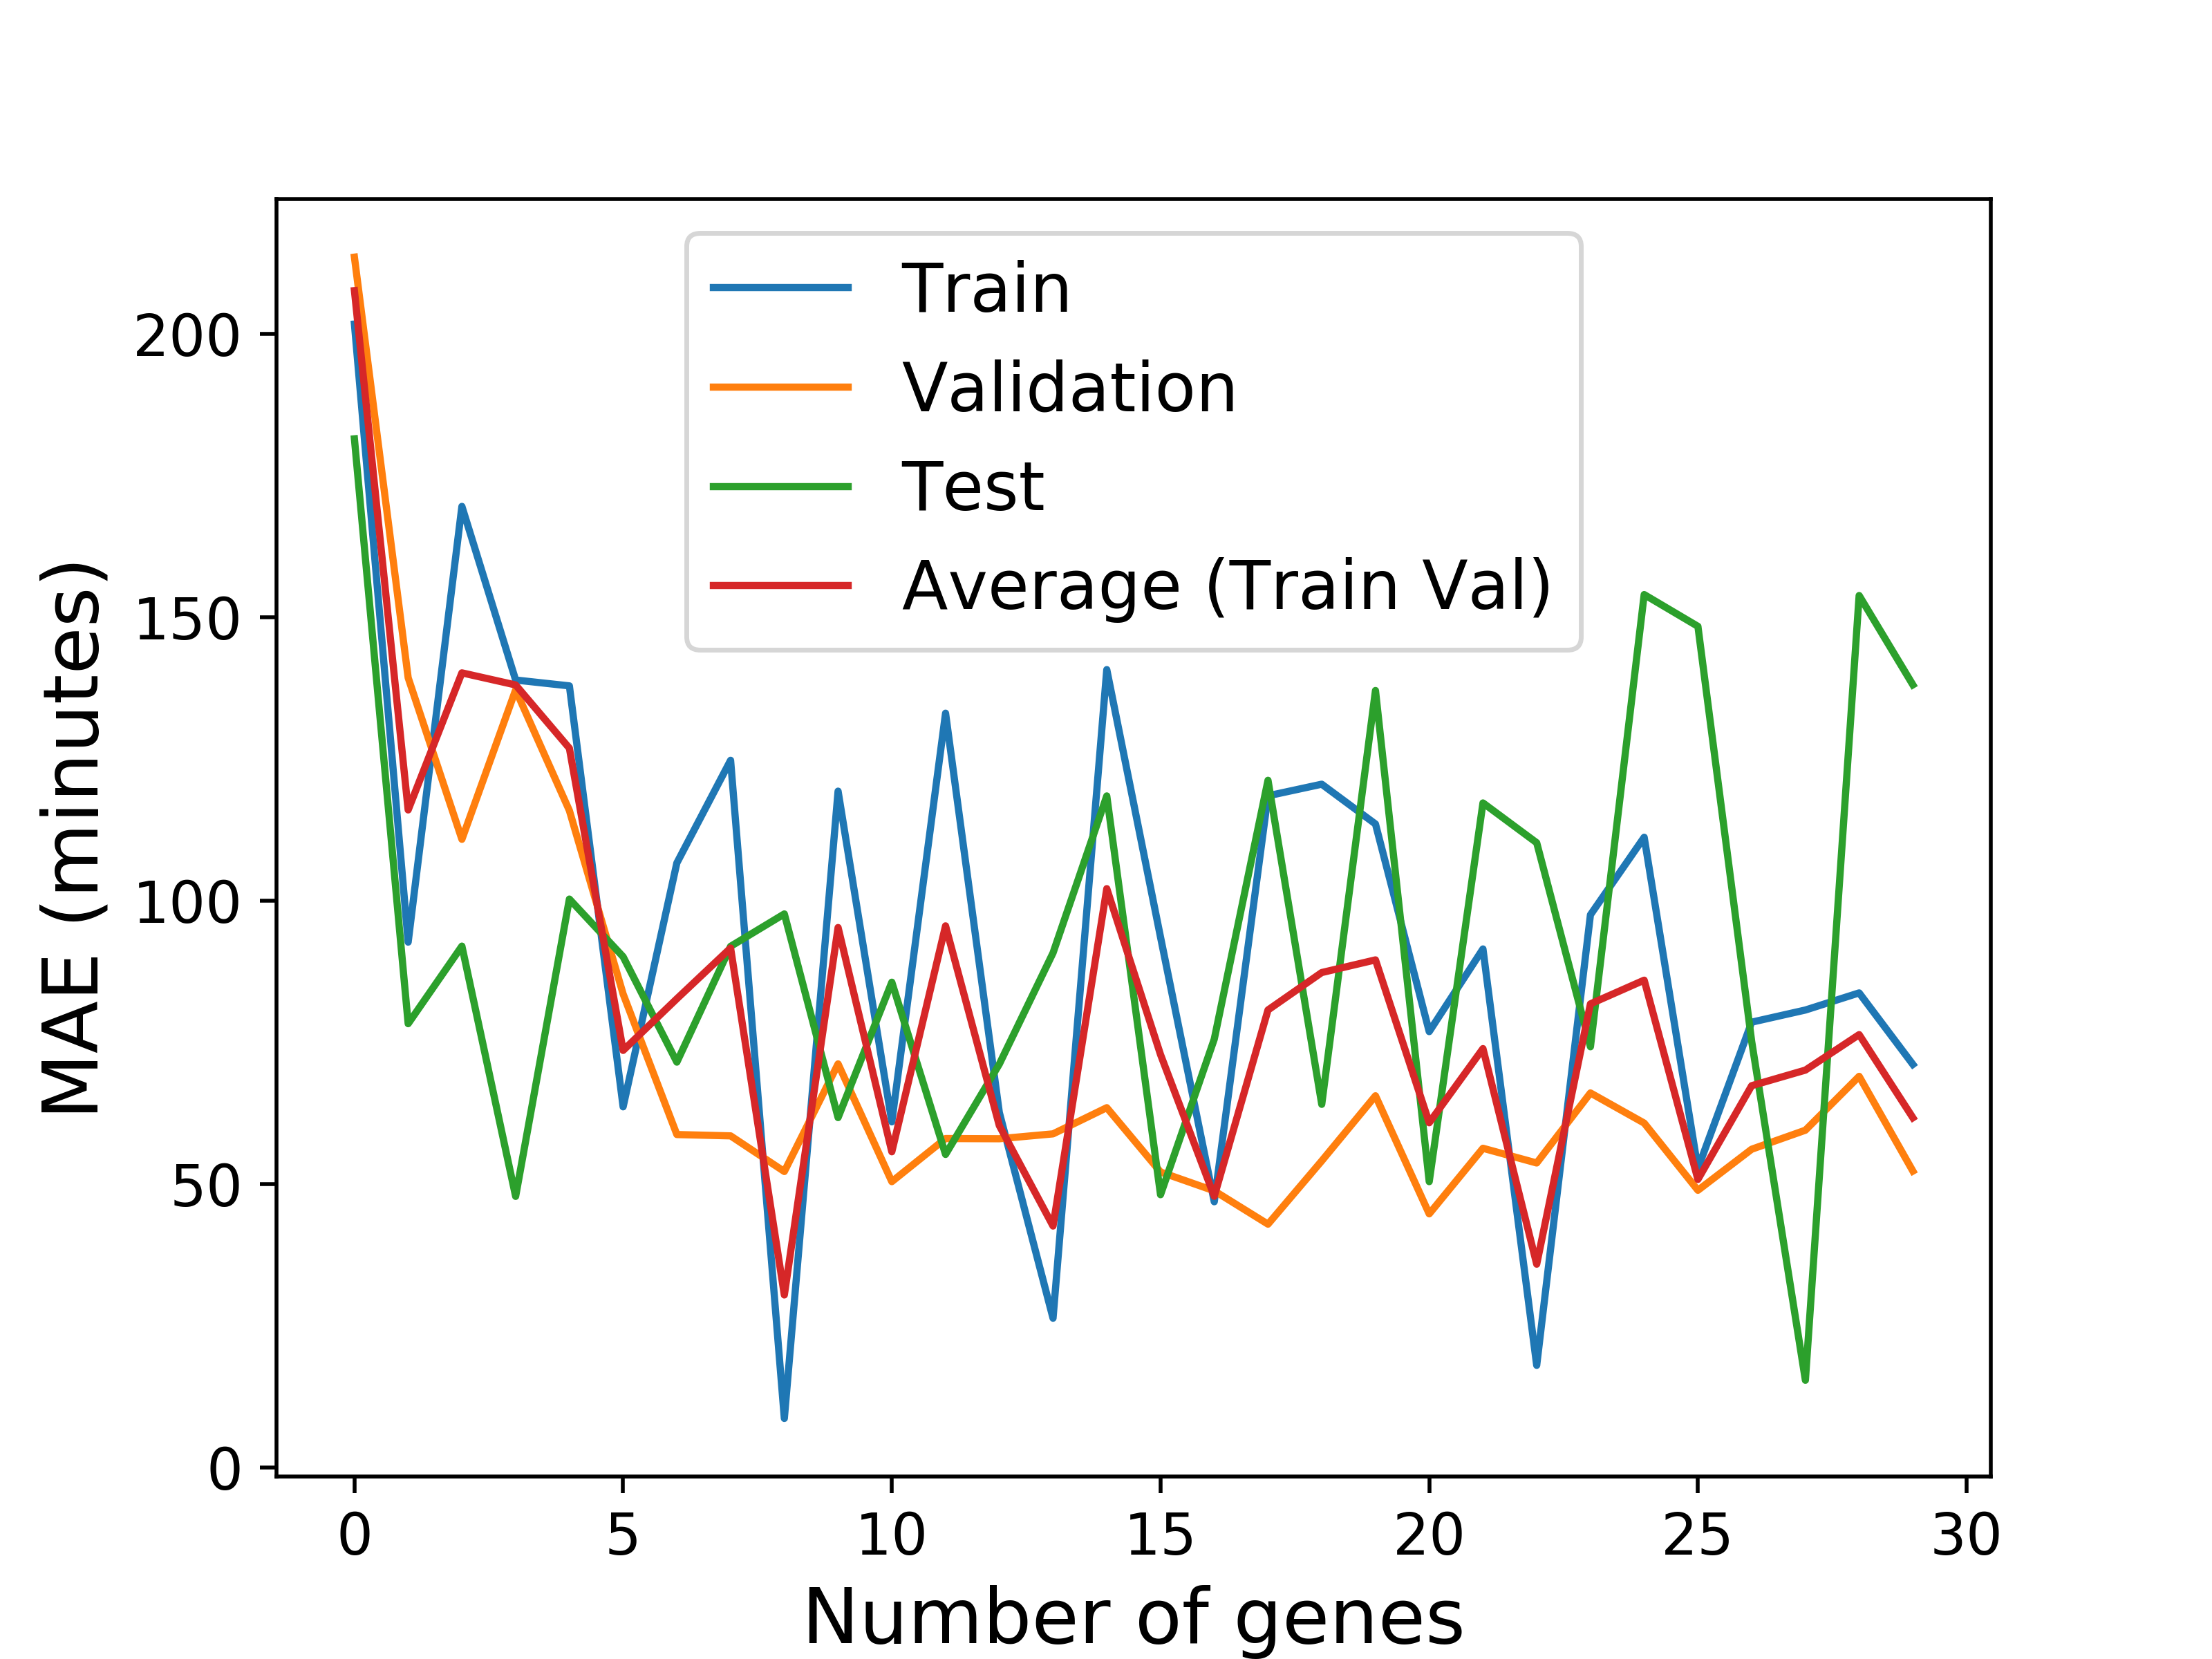 Train
Validation
Test
Average (Train Val)
MAE (minutes)
200
150
100
50
0
0 5 10 15 20 25 30
Number of genes